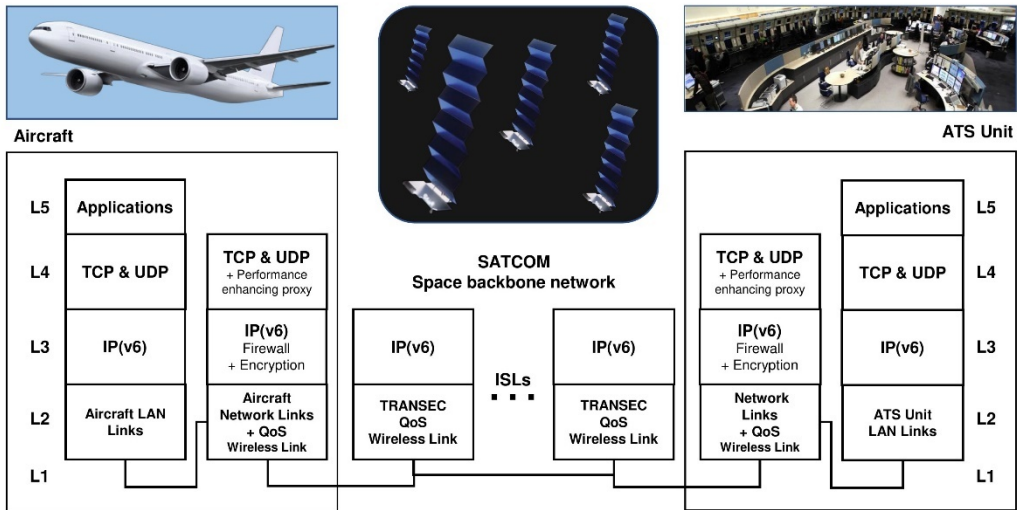 Aircraft
ATS Unit
L5
Applications
L4
TCP & UDP
L3
IP(v6)
L2
Aircraft LAN
Links
L1
TCP & UDP
+ Performance
enhancing proxy
IP(v6)
Firewall
+ Encryption
Aircraft
Network Links
+ QoS
Wireless Link
SATCOM
Space backbone network
IP(v6)
TRANSEC
QoS
Wireless Link
ISLs
...
IP(v6)
TRANSEC
QoS
Wireless Link
TCP & UDP
+ Performance
enhancing proxy
IP(v6)
Firewall
+ Encryption
Network
Links
+ QoS
Wireless Link
Applications
L5
TCP & UDP
L4
IP(v6)
L3
ATS Unit
LAN Links
L2
L1